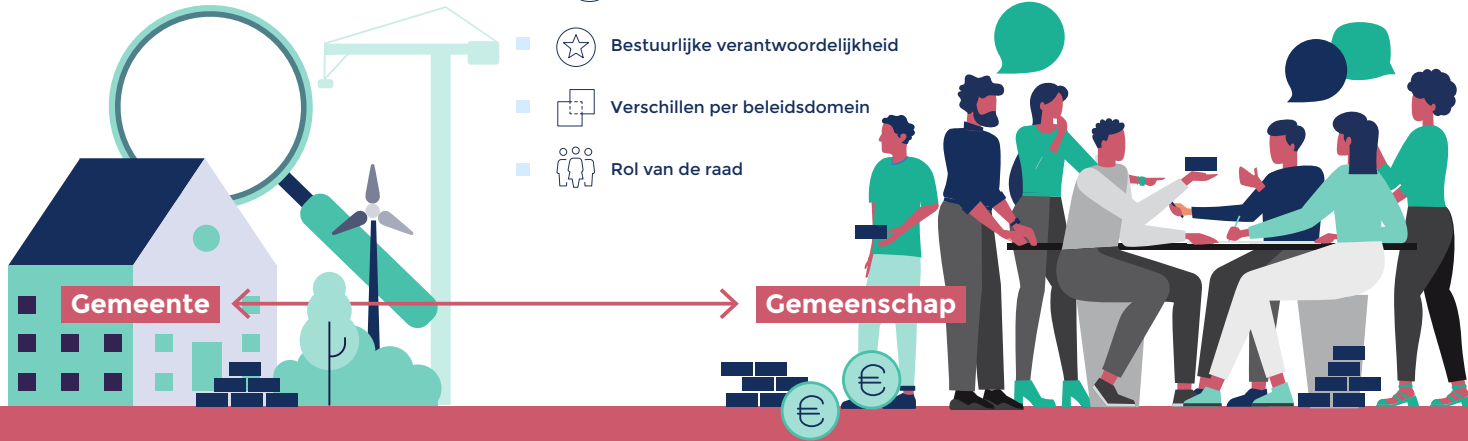 Bestuurlijke verantwoordelijkheid
Verschillen per beleidsdomein
Rol van de raad
Gemeente
Gemeenschap
€
€